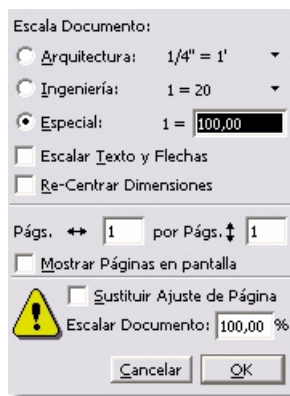 Escala Documento:
Arquitectura: 1/4" = 1'
Ingeniería: 1 = 20
Especial: 1 = 100,00
Escalar Texto y Flechas
Re-Centrar Dimensiones
Págs. ↔ 1 por Págs. ↕ 1
Mostrar Páginas en pantalla
Sustituir Ajuste de Página
Escalar Documento: 100,00 %
Cancelar OK